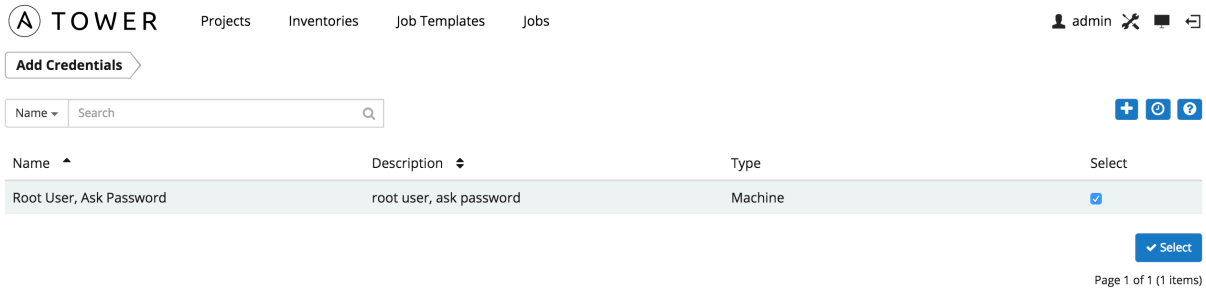 A TOWER Projects Inventories Job Templates Jobs admin
Add Credentials
Name Search
Name Description Type Select
Root User, Ask Password root user, ask password Machine
Select
Page 1 of 1 (1 items)